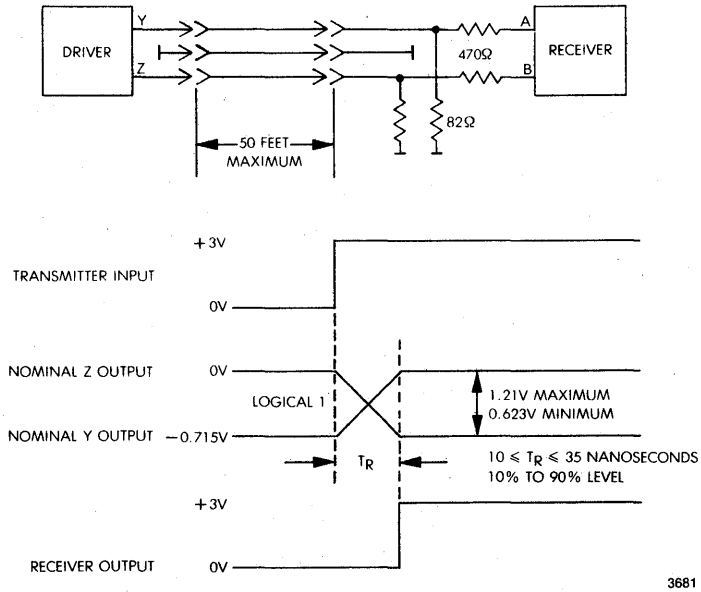 Y
A
DRIVER
470Ω
RECEIVER
Z
B
82Ω
50 FEET
MAXIMUM
+3V
TRANSMITTER INPUT
0V
NOMINAL Z OUTPUT
0V
LOGICAL 1
1.21V MAXIMUM
0.623V MINIMUM
NOMINAL Y OUTPUT
−0.715V
TR
10 ≤ TR ≤ 35 NANOSECONDS
10% TO 90% LEVEL
+3V
RECEIVER OUTPUT
0V
3681